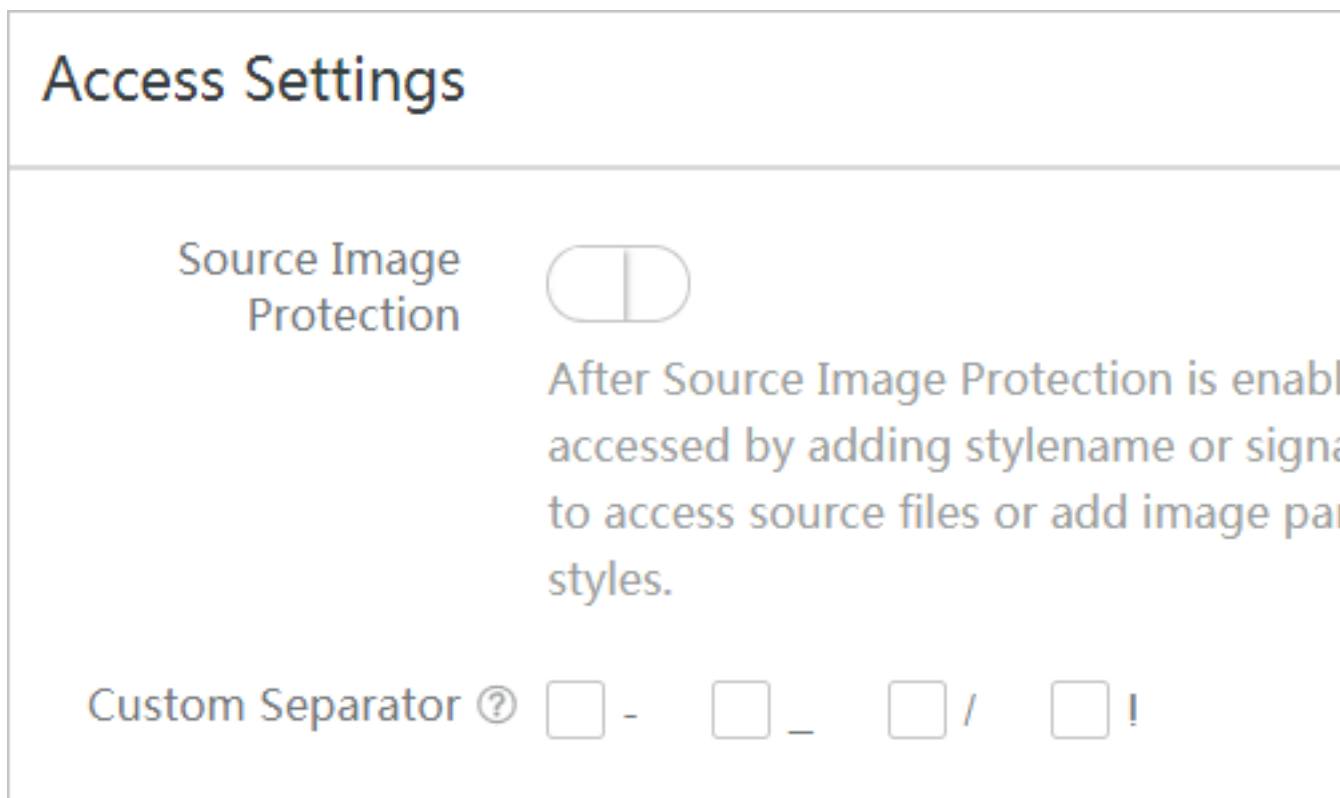 Access Settings
Source Image
Protection
After Source Image Protection is
accessed by adding stylename or
to access source files or add image
styles.
Custom Separator ? - _ / !